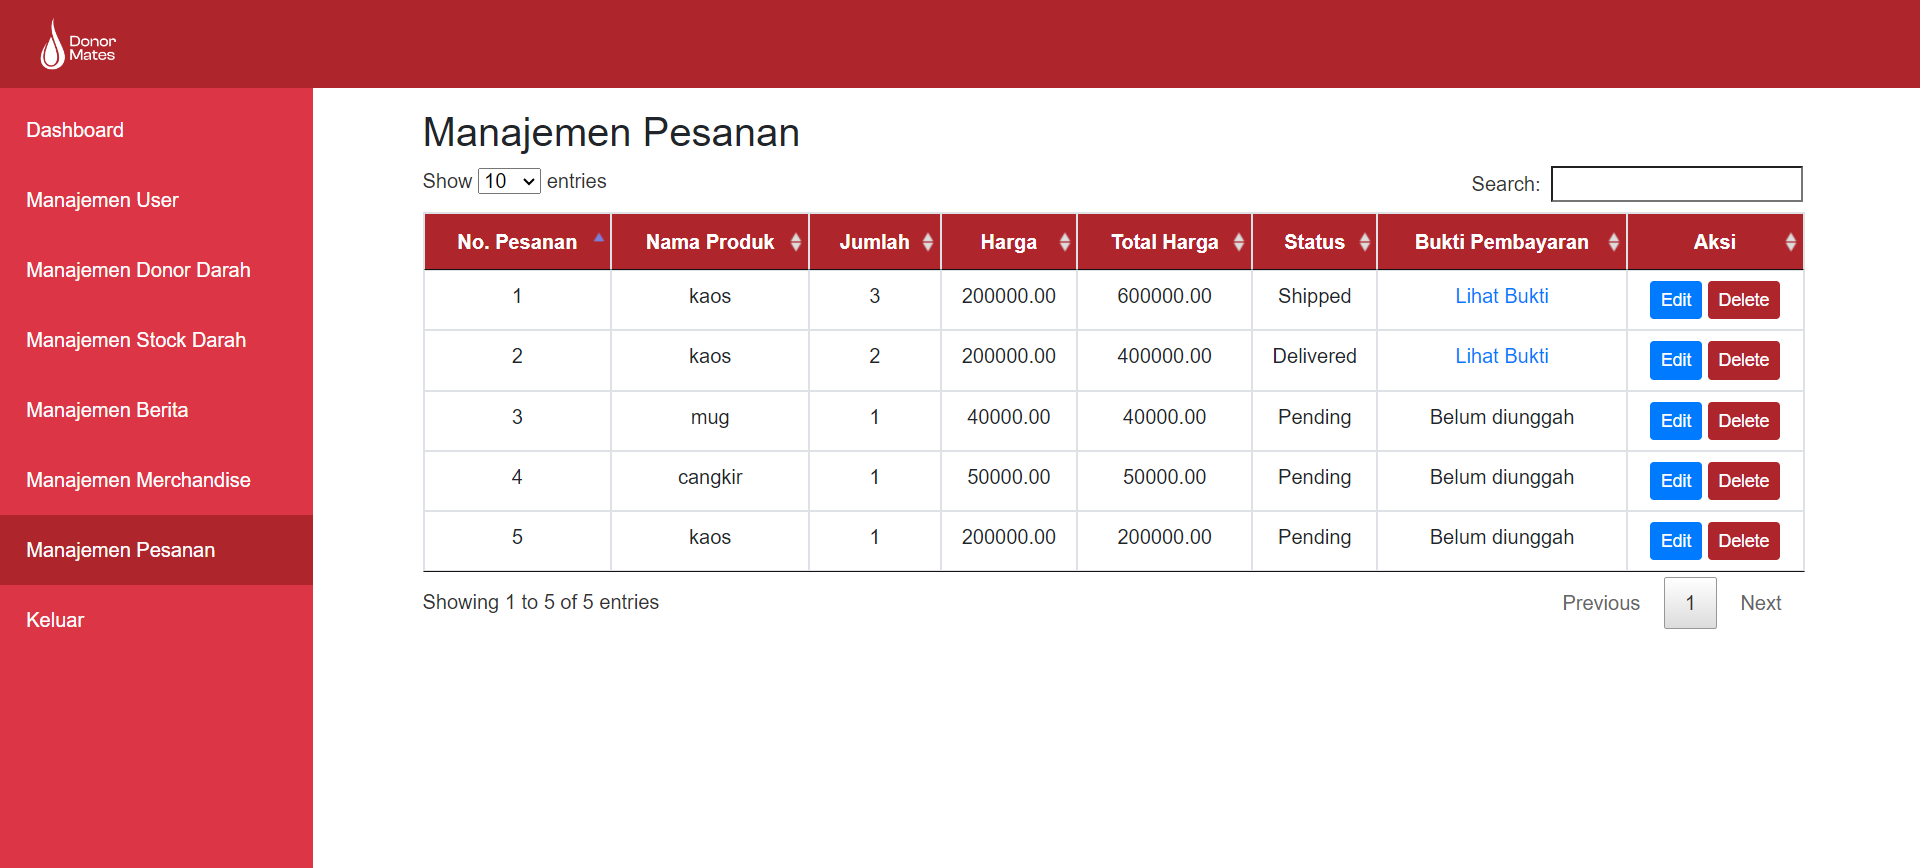 Donor
Mates
Dashboard
Manajemen User
Manajemen Donor Darah
Manajemen Stock Darah
Manajemen Berita
Manajemen Merchandise
Manajemen Pesanan
Keluar
Manajemen Pesanan
Show 10 entries
Search:
No. Pesanan Nama Produk Jumlah Harga Total Harga Status Bukti Pembayaran Aksi
1 kaos 3 200000.00 600000.00 Shipped Lihat Bukti Edit Delete
2 kaos 2 200000.00 400000.00 Delivered Lihat Bukti Edit Delete
3 mug 1 40000.00 40000.00 Pending Belum diunggah Edit Delete
4 cangkir 1 50000.00 50000.00 Pending Belum diunggah Edit Delete
5 kaos 1 200000.00 200000.00 Pending Belum diunggah Edit Delete
Showing 1 to 5 of 5 entries
Previous 1 Next